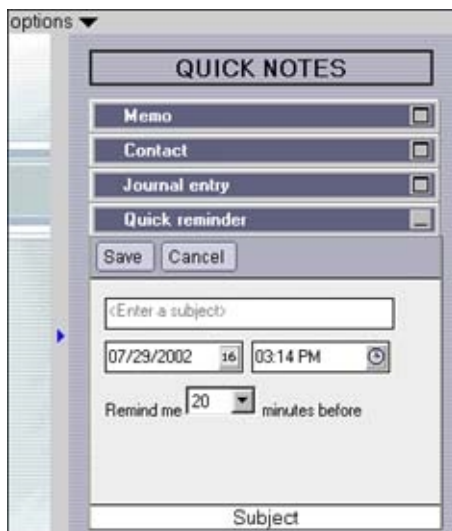 options
QUICK NOTES
Memo
Contact
Journal entry
Quick reminder
Save Cancel
<Enter a subject>
07/29/2002 16 03:14 PM
Remind me 20 minutes before
Subject